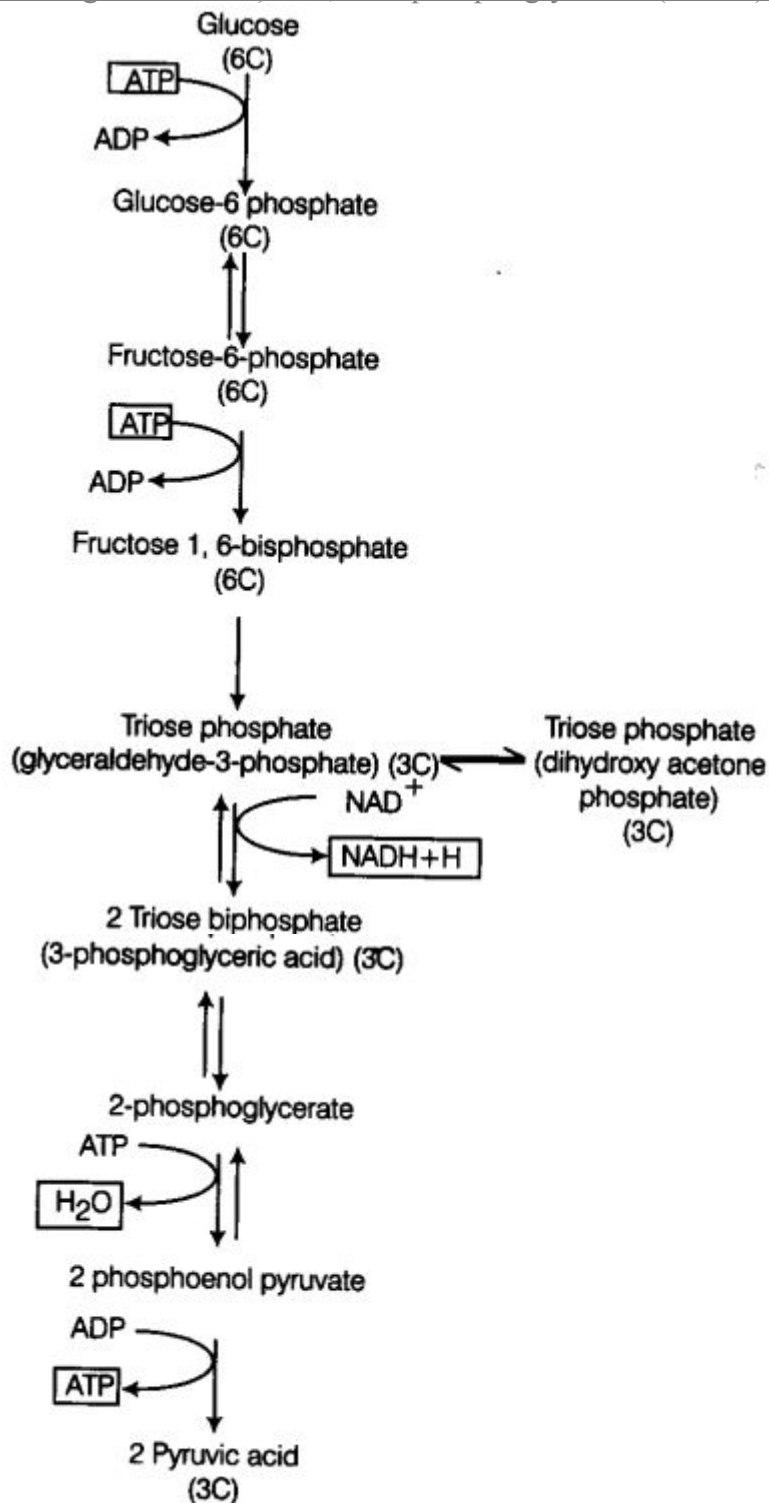 Glucose
(6C)
ATP
ADP
Glucose-6 phosphate
(6C)
Fructose-6-phosphate
(6C)
ATP
ADP
Fructose 1, 6-bisphosphate
(6C)
Triose phosphate
(glyceraldehyde-3-phosphate) (3C)
Triose phosphate
(dihydroxy acetone
phosphate)
(3C)
NAD+
NADH+H
2 Triose biphosphate
(3-phosphoglyceric acid) (3C)
2-phosphoglycerate
ATP
H2O
2 phosphoenol pyruvate
ADP
ATP
2 Pyruvic acid
(3C)